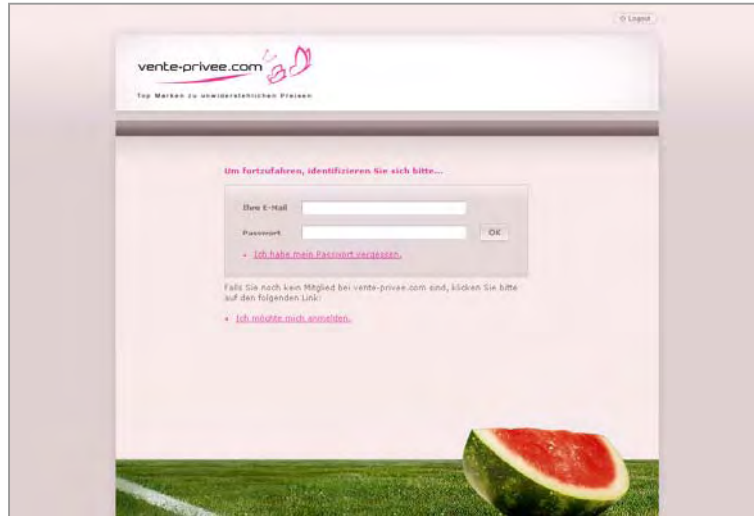 Logout
vente-privee.com
Top Marken zu unwiderstehlichen Preisen
Um fortzufahren, identifizieren Sie sich bitte...
Ihre E-Mail
Passwort
OK
Ich habe mein Passwort vergessen.
Falls Sie noch kein Mitglied bei vente-privee.com sind, klicken Sie bitte
auf den folgenden Link:
Ich möchte mich anmelden.